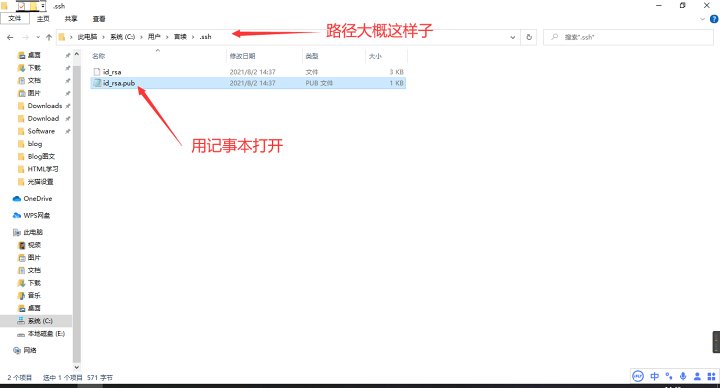 .ssh
文件 主页 共享 查看
此电脑 系统 (C:) 用户 .ssh
搜索".ssh"
路径大概这样子
名称 修改日期 类型 大小
id_rsa 2021/8/2 14:37 文件 3 KB
id_rsa.pub 2021/8/2 14:37 PUB 文件 1 KB
用记事本打开
桌面
下载
文档
图片
Downloads
Download
Software
blog
Blog图文
HTML学习
光猫设置
OneDrive
WPS网盘
此电脑
视频
图片
文档
下载
音乐
桌面
系统 (C:)
本地磁盘 (E:)
网络
2 个项目 选中 1 个项目 571 字节
中